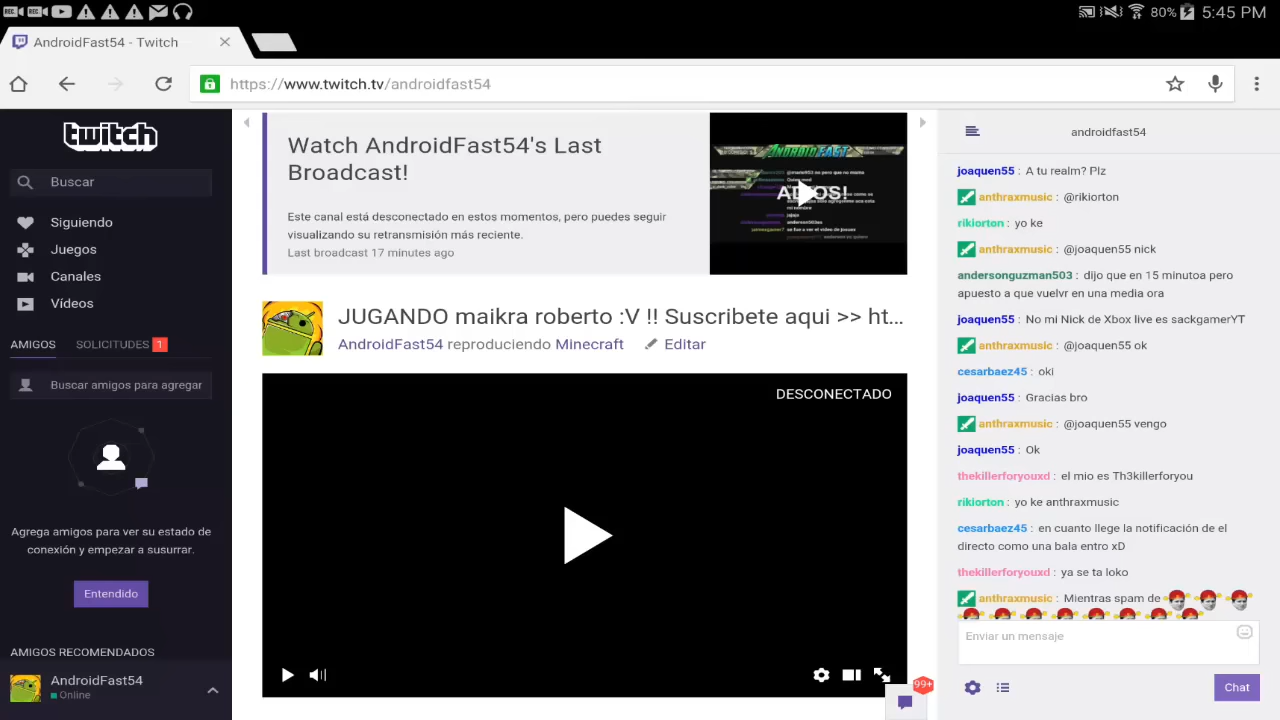 REC REC
80% 5:45 PM
AndroidFast54 - Twitch
https://www.twitch.tv/androidfast54
twitch
Buscar
Siguiendo
Juegos
Canales
Vídeos
AMIGOS SOLICITUDES 1
Buscar amigos para agregar
Agrega amigos para ver su estado de
conexión y empezar a susurrar.
Entendido
AMIGOS RECOMENDADOS
AndroidFast54
Online
Watch AndroidFast54's Last
Broadcast!
Este canal está desconectado en estos momentos, pero puedes seguir
visualizando su retransmisión más reciente.
Last broadcast 17 minutes ago
ANDROID FAST
JUGANDO maikra roberto :V !! Suscribete aqui >> ht...
AndroidFast54 reproduciendo Minecraft Editar
DESCONECTADO
99+
androidfast54
joaquen55 : A tu realm? Plz
anthraxmusic : @rikiorton
rikiorton : yo ke
anthraxmusic : @joaquen55 nick
andersonguzman503 : dijo que en 15 minutoa pero
apuesto a que vuelvr en una media ora
joaquen55 : No mi Nick de Xbox live es sackgamerYT
anthraxmusic : @joaquen55 ok
cesarbaez45 : oki
joaquen55 : Gracias bro
anthraxmusic : @joaquen55 vengo
joaquen55 : Ok
thekillerforyouxd : el mio es Th3killerforyou
rikiorton : yo ke anthraxmusic
cesarbaez45 : en cuanto llege la notificación de el
directo como una bala entro xD
thekillerforyouxd : ya se ta loko
anthraxmusic : Mientras spam de
Enviar un mensaje
Chat